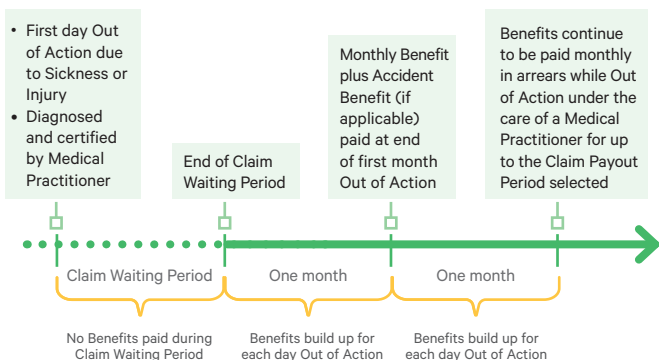 • First day Out
of Action due
to Sickness or
Injury
• Diagnosed
and certified
by Medical
Practitioner
End of Claim
Waiting Period
Monthly Benefit
plus Accident
Benefit (if
applicable)
paid at end
of first month
Out of Action
Benefits continue
to be paid monthly
in arrears while Out
of Action under the
care of a Medical
Practitioner for up
to the Claim Payout
Period selected
Claim Waiting Period
One month
One month
No Benefits paid during
Claim Waiting Period
Benefits build up for
each day Out of Action
Benefits build up for
each day Out of Action